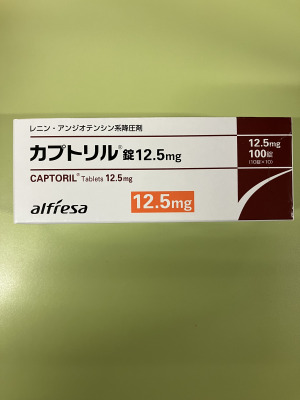 レニン・アンジオテンシン系降圧剤
カプトリル®錠12.5mg
CAPTORIL® Tablets 12.5mg
alfresa
12.5mg
12.5mg
100錠
(10錠×10)